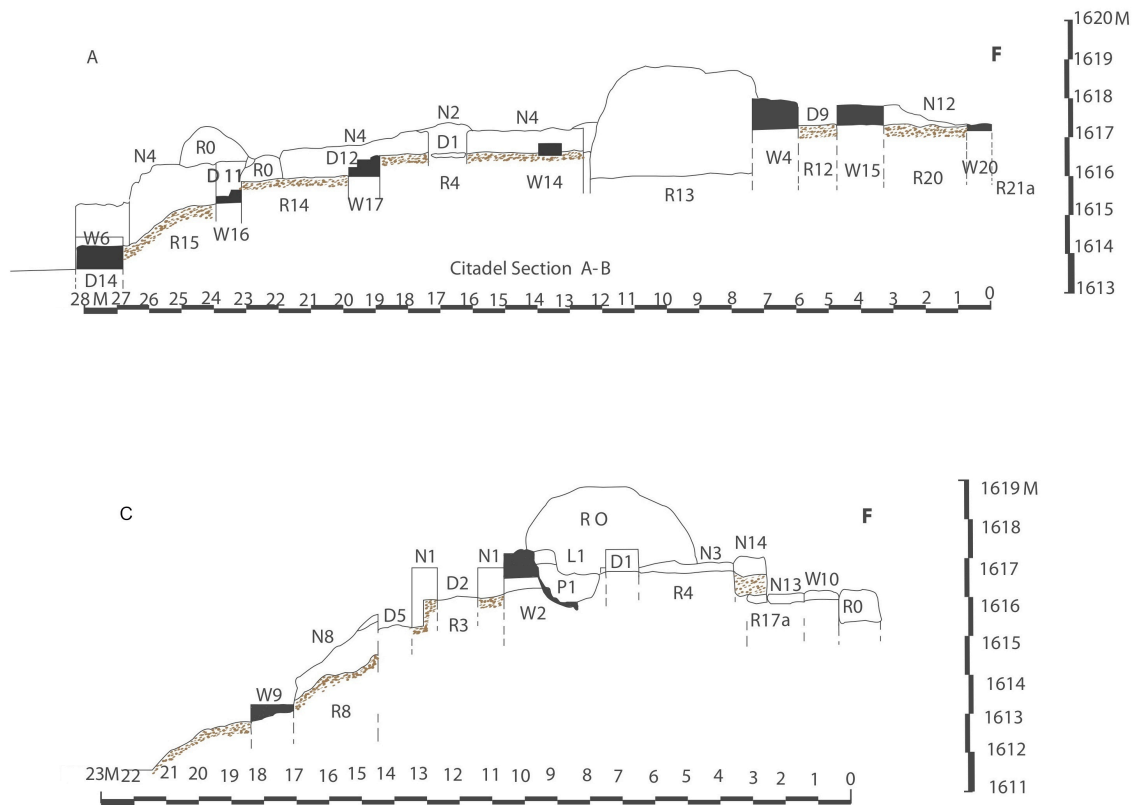 1620 M
A
F
1619
1618
N2
D9
N12
R0
N4
N4
N4
D1
1617
N4
D 11
R0
D12
W4
R12
W15
W20
1616
R4
W14
R14
W17
R13
R20
R21a
1615
W6
R15
W16
1614
D14
Citadel Section A-B
1613
28 M 27 26 25 24 23 22 21 20 19 18 17 16 15 14 13 12 11 10 9 8 7 6 5 4 3 2 1 0
1619 M
C
F
R O
1618
N1
N1
L1
D1
N3
N14
1617
D2
P1
R4
N13
W10
D5
R3
W2
R17a
R0
1616
N8
1615
W9
R8
1614
1613
1612
23M 22 21 20 19 18 17 16 15 14 13 12 11 10 9 8 7 6 5 4 3 2 1 0
1611